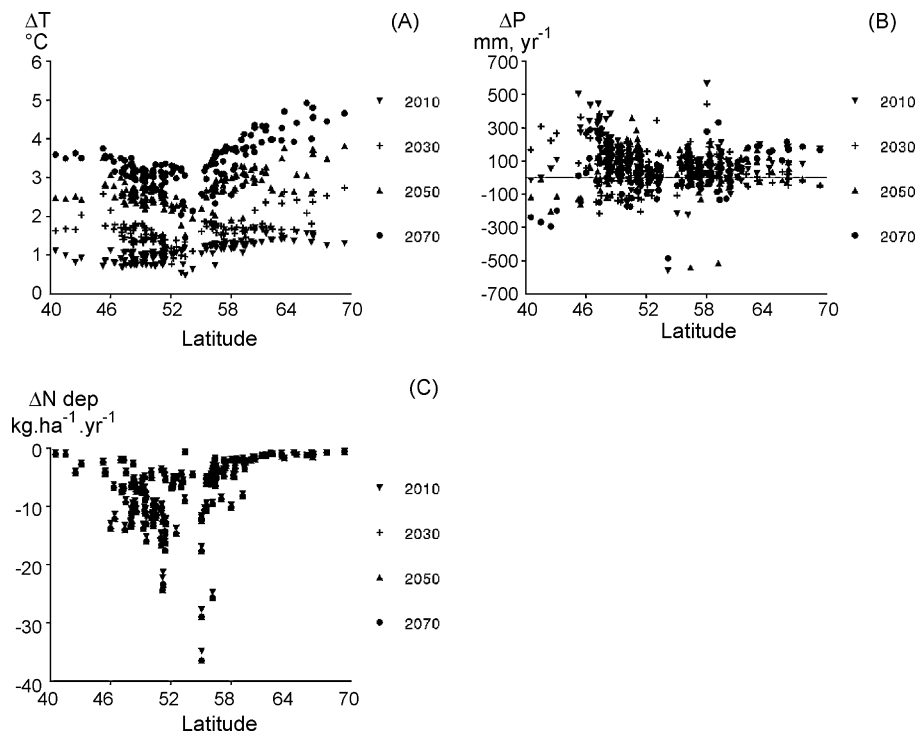 ΔT
°C
(A)
6
5
4
3
2
1
0
40 46 52 58 64 70
Latitude
2010
2030
2050
2070
ΔP
mm, yr⁻¹
(B)
700
500
300
100
-100
-300
-500
-700
40 46 52 58 64 70
Latitude
2010
2030
2050
2070
ΔN dep
kg.ha⁻¹.yr⁻¹
(C)
0
-10
-20
-30
-40
40 46 52 58 64 70
Latitude
2010
2030
2050
2070